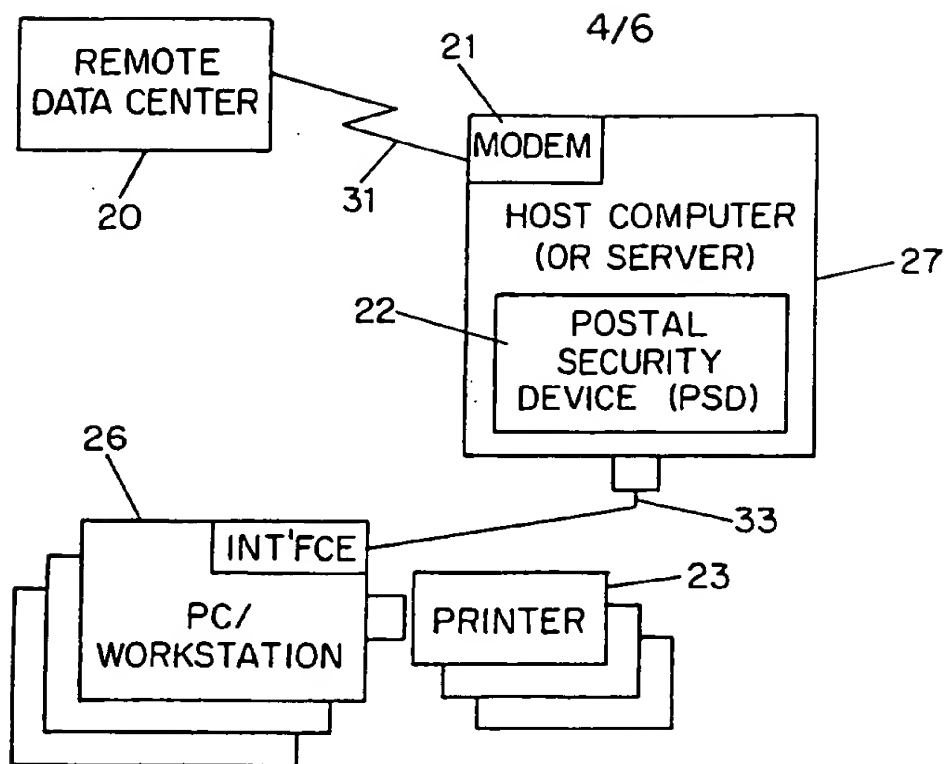 4/6
REMOTE
DATA CENTER
20
31
21
MODEM
HOST COMPUTER
(OR SERVER)
27
22
POSTAL
SECURITY
DEVICE (PSD)
33
26
INT'FCE
PC/
WORKSTATION
23
PRINTER